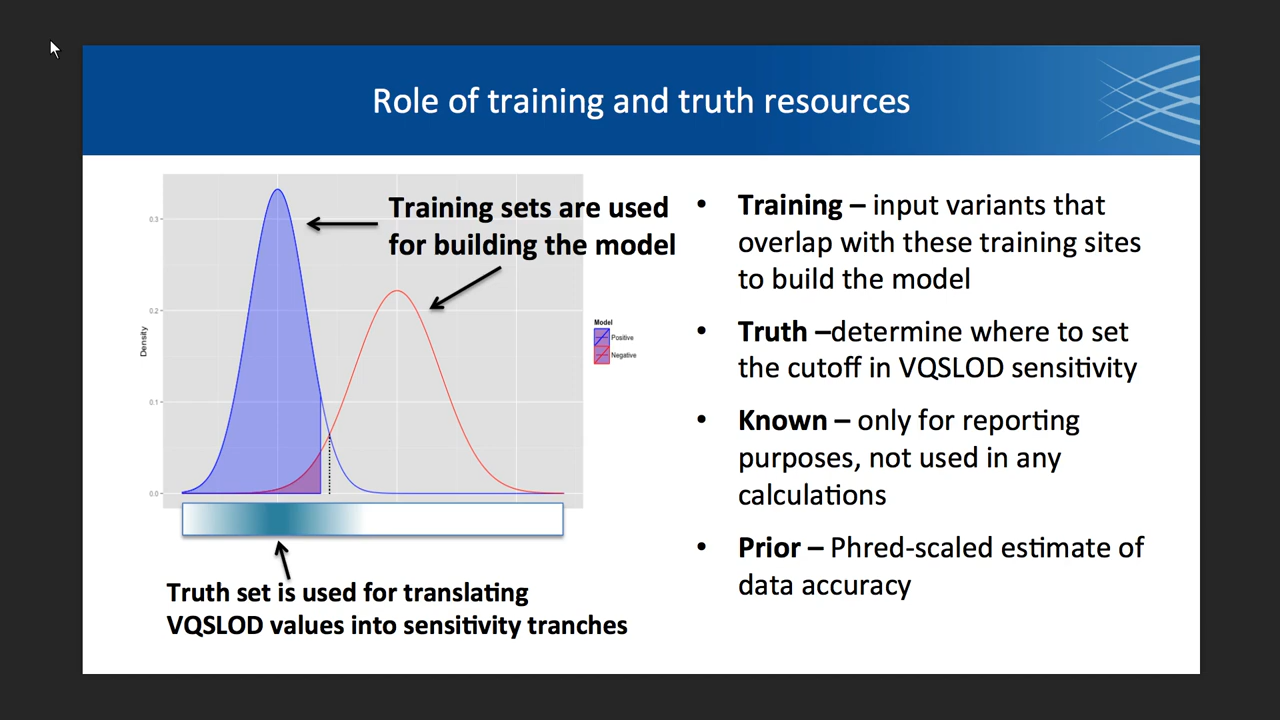 Role of training and truth resources
Training sets are used
for building the model
0.3
0.2
0.1
0.0
Density
Model
Positive
Negative
Truth set is used for translating
VQSLOD values into sensitivity tranches
• Training – input variants that
overlap with these training sites
to build the model
• Truth –determine where to set
the cutoff in VQSLOD sensitivity
• Known – only for reporting
purposes, not used in any
calculations
• Prior – Phred-scaled estimate of
data accuracy